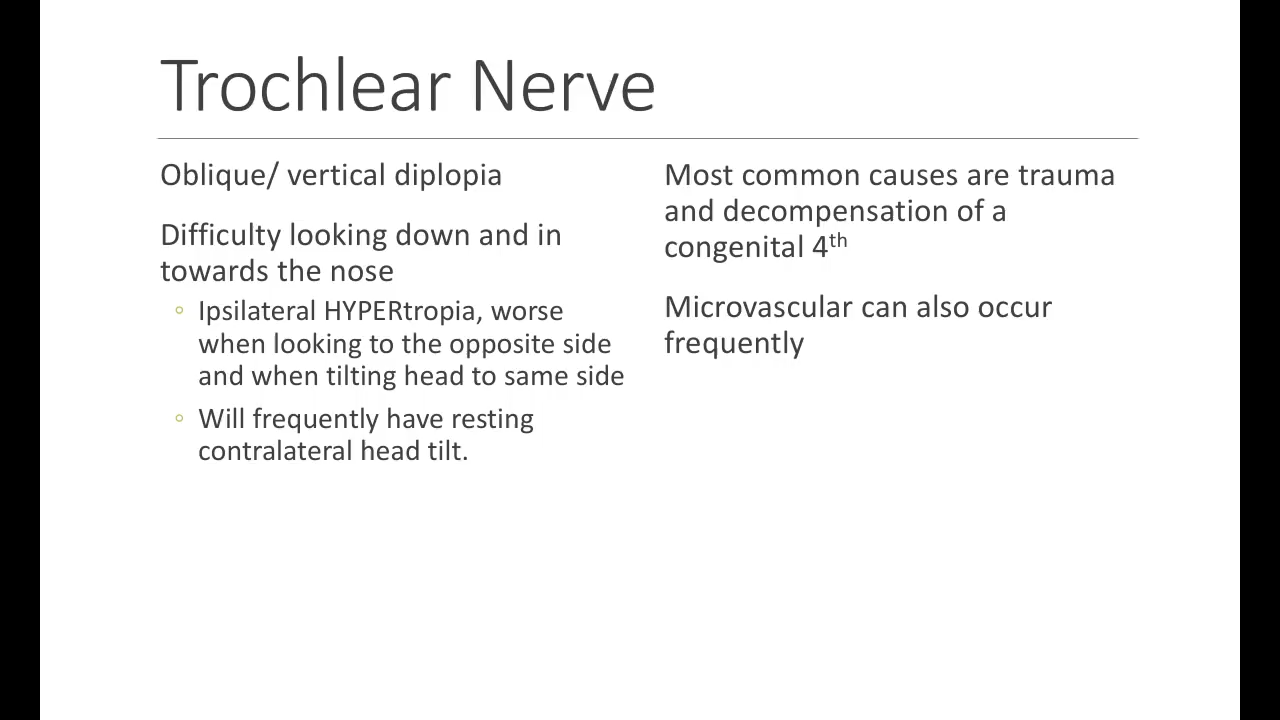 Trochlear Nerve
Oblique/ vertical diplopia
Difficulty looking down and in
towards the nose
◦ Ipsilateral HYPERtropia, worse
when looking to the opposite side
and when tilting head to same side
◦ Will frequently have resting
contralateral head tilt.
Most common causes are trauma
and decompensation of a
congenital 4th
Microvascular can also occur
frequently